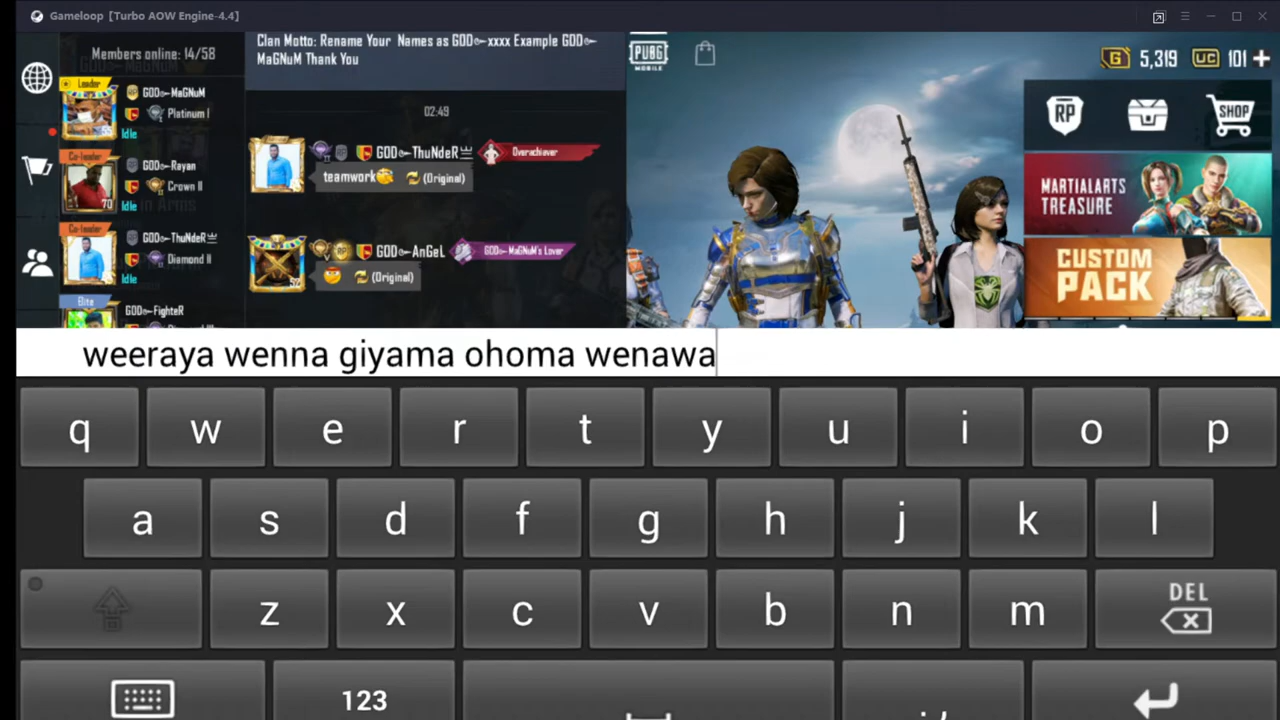 Gameloop [Turbo AOW Engine-4.4]
Members online: 14/58
Leader
GOD๛MaGNuM
Platinum I
Idle
Co-leader
GOD๛Rayan
70
Crown II
Idle
Co-leader
GOD๛ThuNdeR
Diamond II
Idle
Elite
GOD๛FighteR
Clan Motto: Rename Your Names as GOD๛xxxx Example GOD๛
MaGNuM Thank You
02:49
GOD๛ThuNdeR
Overachiever
teamwork
(Original)
GOD๛AnGeL
GOD๛MaGNuM's Lover
(Original)
PUBG
MOBILE
G 5,319 UC 101 +
RP
SHOP
MARTIALARTS
TREASURE
CUSTOM
PACK
weeraya wenna giyama ohoma wenawa
q w e r t y u i o p
a s d f g h j k l
z x c v b n m DEL
123